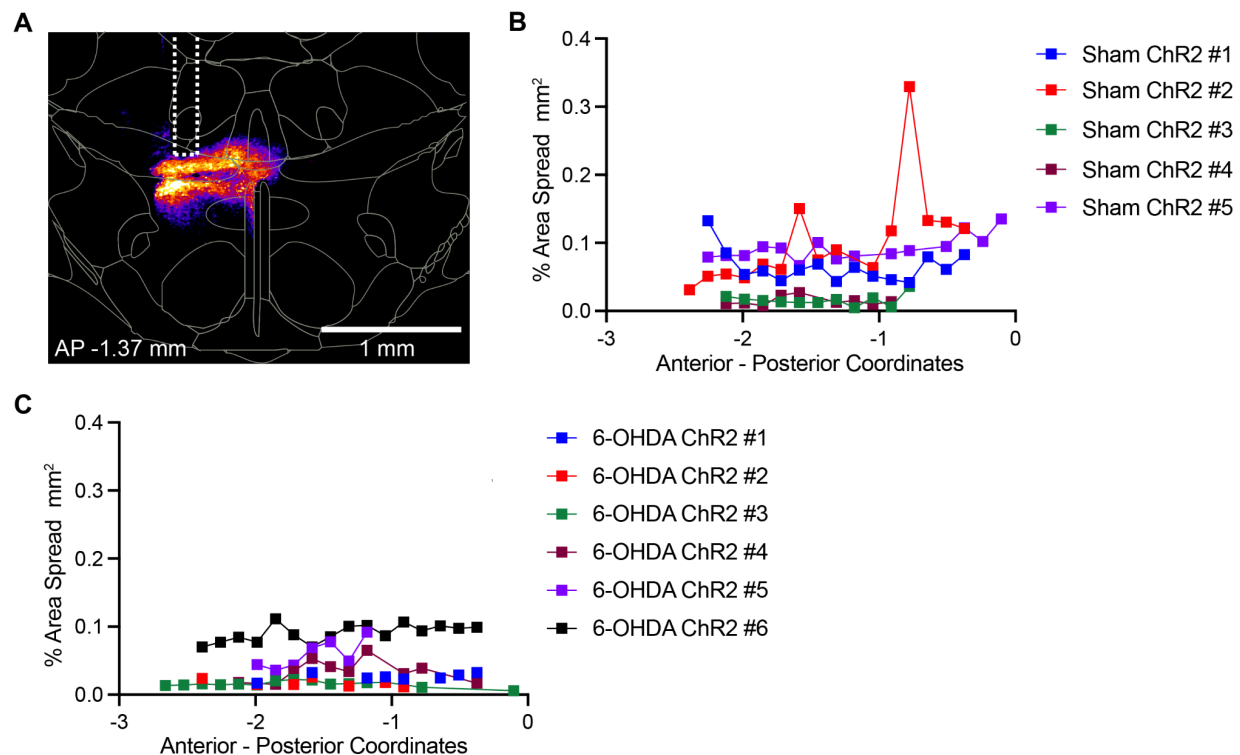 A
AP -1.37 mm
1 mm
B
0.4
0.3
0.2
0.1
0.0
% Area Spread mm²
-3
-2
-1
0
Anterior - Posterior Coordinates
Sham ChR2 #1
Sham ChR2 #2
Sham ChR2 #3
Sham ChR2 #4
Sham ChR2 #5
C
0.4
0.3
0.2
0.1
0.0
% Area Spread mm²
-3
-2
-1
0
Anterior - Posterior Coordinates
6-OHDA ChR2 #1
6-OHDA ChR2 #2
6-OHDA ChR2 #3
6-OHDA ChR2 #4
6-OHDA ChR2 #5
6-OHDA ChR2 #6